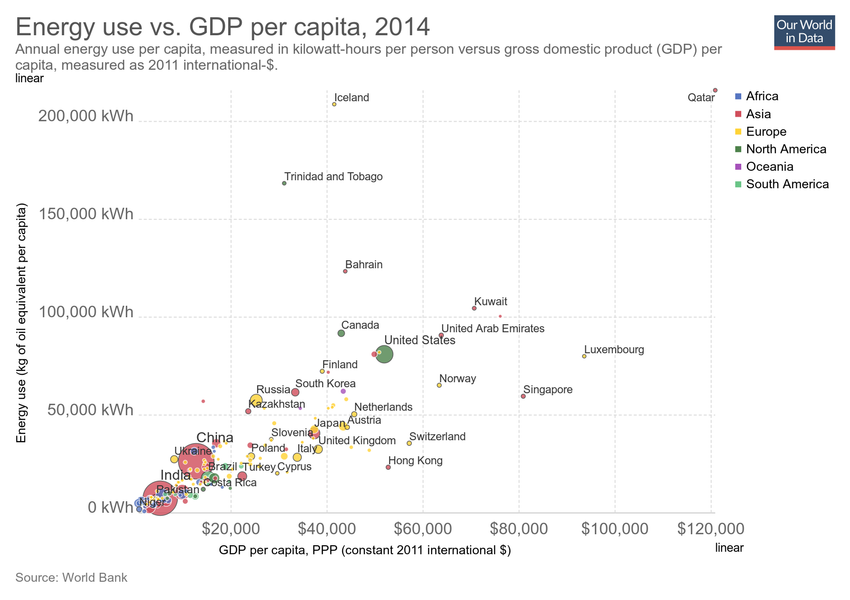 Energy use vs. GDP per capita, 2014
Annual energy use per capita, measured in kilowatt-hours per person versus gross domestic product (GDP) per
capita, measured as 2011 international-$.
Our World
in Data
linear
200,000 kWh
150,000 kWh
100,000 kWh
50,000 kWh
0 kWh
Energy use (kg of oil equivalent per capita)
Iceland
Qatar
Trinidad and Tobago
Bahrain
Kuwait
Canada
United Arab Emirates
United States
Luxembourg
Finland
Norway
Russia
South Korea
Singapore
Kazakhstan
Netherlands
Japan
Austria
Slovenia
China
United Kingdom
Switzerland
Ukraine
Poland
Italy
Hong Kong
Brazil
Turkey
Cyprus
India
Costa Rica
Pakistan
Niger
Africa
Asia
Europe
North America
Oceania
South America
$20,000
$40,000
$60,000
$80,000
$100,000
$120,000
GDP per capita, PPP (constant 2011 international $)
linear
Source: World Bank